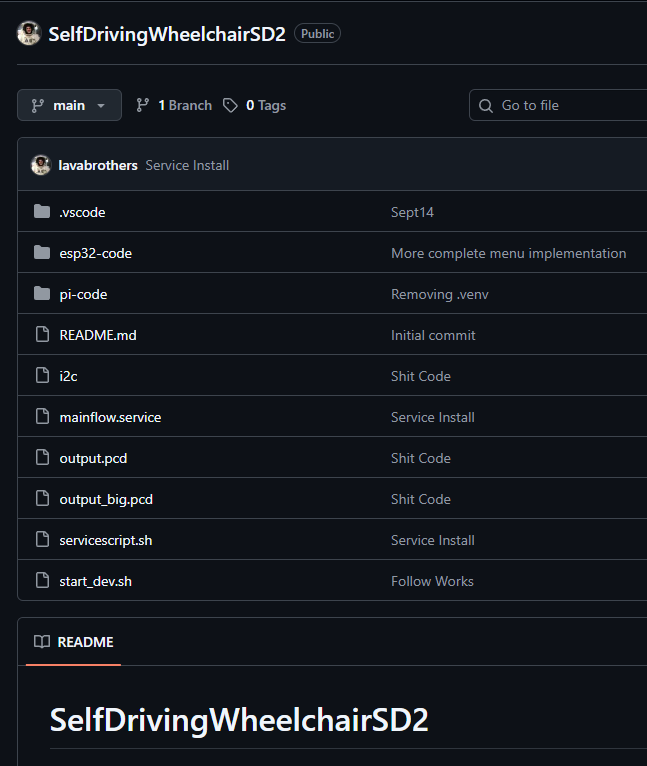 SelfDrivingWheelchairSD2 Public
main 1 Branch 0 Tags Go to file
lavabrothers Service Install
.vscode Sept14
esp32-code More complete menu implementation
pi-code Removing .venv
README.md Initial commit
i2c Shit Code
mainflow.service Service Install
output.pcd Shit Code
output_big.pcd Shit Code
servicescript.sh Service Install
start_dev.sh Follow Works
README
SelfDrivingWheelchairSD2